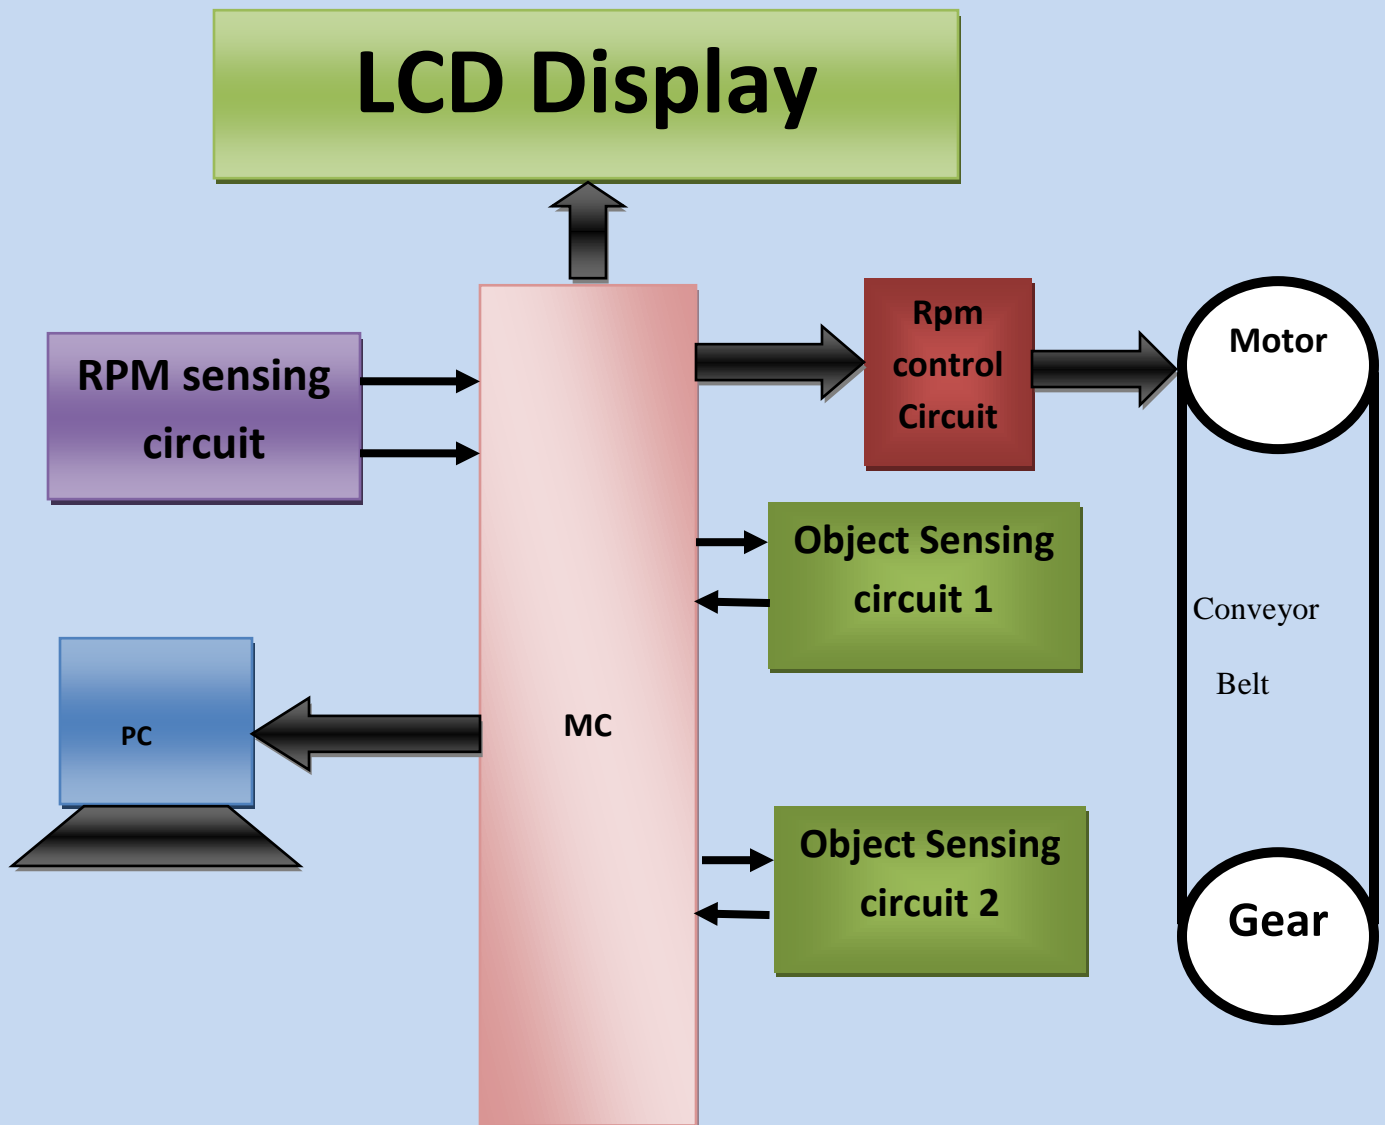 LCD Display
RPM sensing
circuit
Rpm
control
Circuit
Motor
Object Sensing
circuit 1
Conveyor
Belt
PC
MC
Object Sensing
circuit 2
Gear